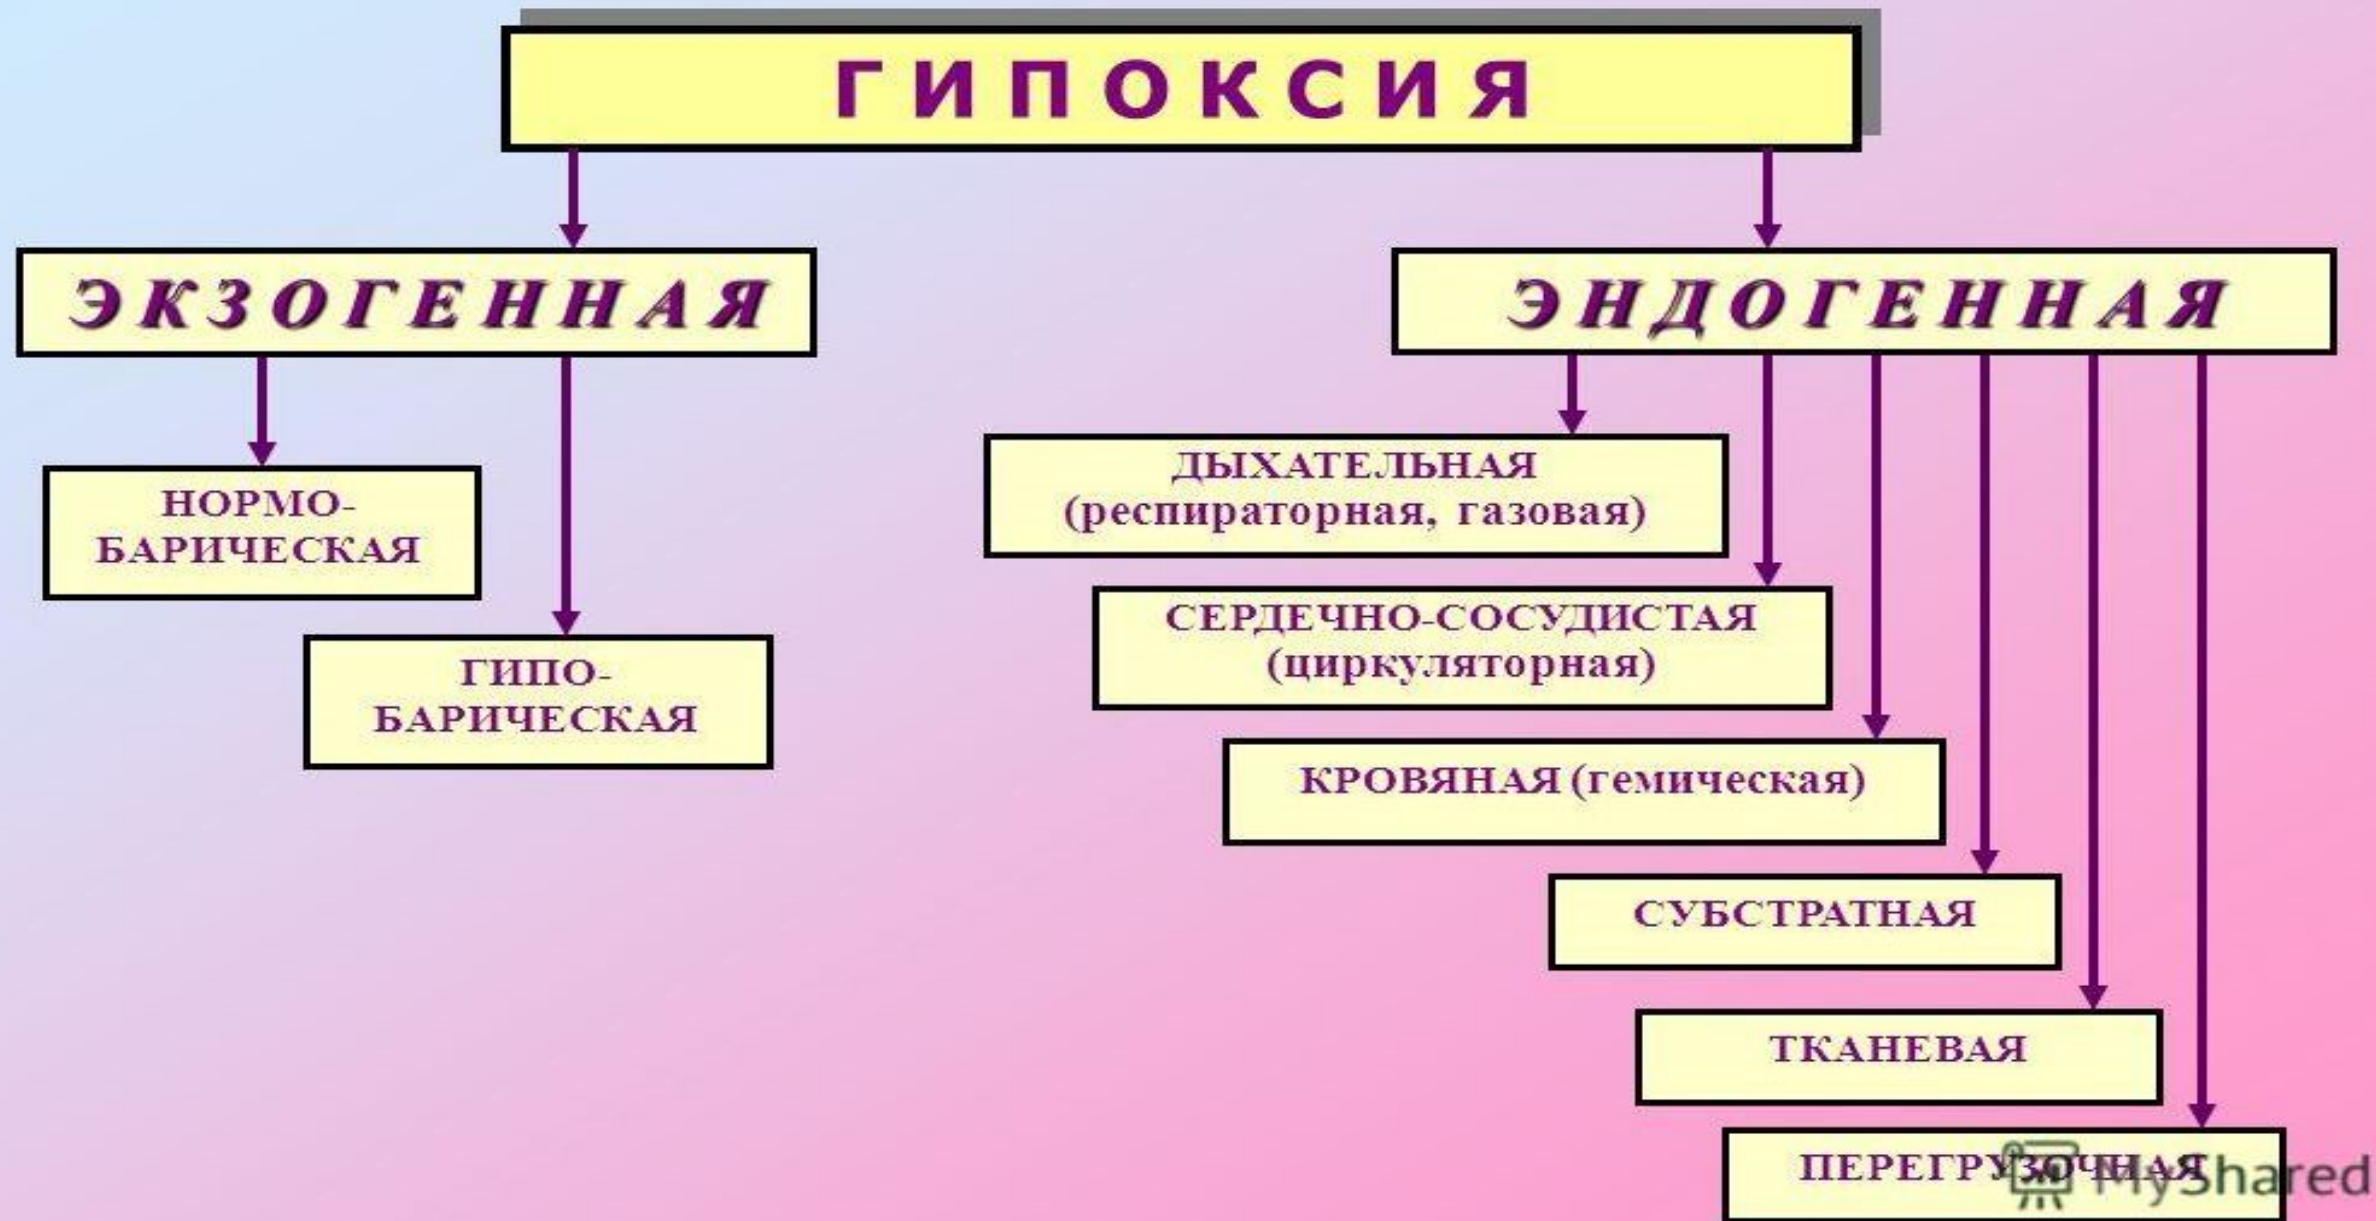 ГИПОКСИЯ
ЭКЗОГЕННАЯ
НОРМО-
БАРИЧЕСКАЯ
ГИПО-
БАРИЧЕСКАЯ
ЭНДОГЕННАЯ
ДЫХАТЕЛЬНАЯ
(респираторная, газовая)
СЕРДЕЧНО-СОСУДИСТАЯ
(циркуляторная)
КРОВЯНАЯ (гемическая)
СУБСТРАТНАЯ
ТКАНЕВАЯ
ПЕРЕГРУЗОЧНАЯ
MyShared